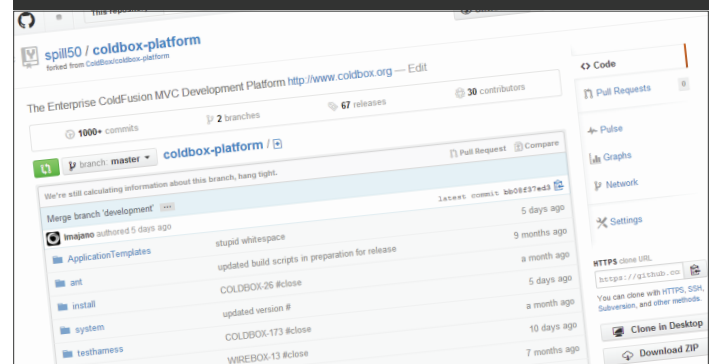 This repository
spill50 / coldbox-platform
forked from ColdBox/coldbox-platform
The Enterprise ColdFusion MVC Development Platform http://www.coldbox.org — Edit
1000+ commits
2 branches
67 releases
30 contributors
branch: master
coldbox-platform /
Pull Request
Compare
We're still calculating information about this branch, hang tight.
Merge branch 'development'
lmajano authored 5 days ago
latest commit bb08f37ed3
ApplicationTemplates
stupid whitespace
5 days ago
ant
updated build scripts in preparation for release
9 months ago
install
COLDBOX-26 #close
a month ago
system
updated version #
5 days ago
testharness
COLDBOX-173 #close
a month ago
WIREBOX-13 #close
10 days ago
7 months ago
Code
Pull Requests
0
Pulse
Graphs
Network
Settings
HTTPS clone URL
https://github.co
You can clone with HTTPS, SSH,
Subversion, and other methods.
Clone in Desktop
Download ZIP